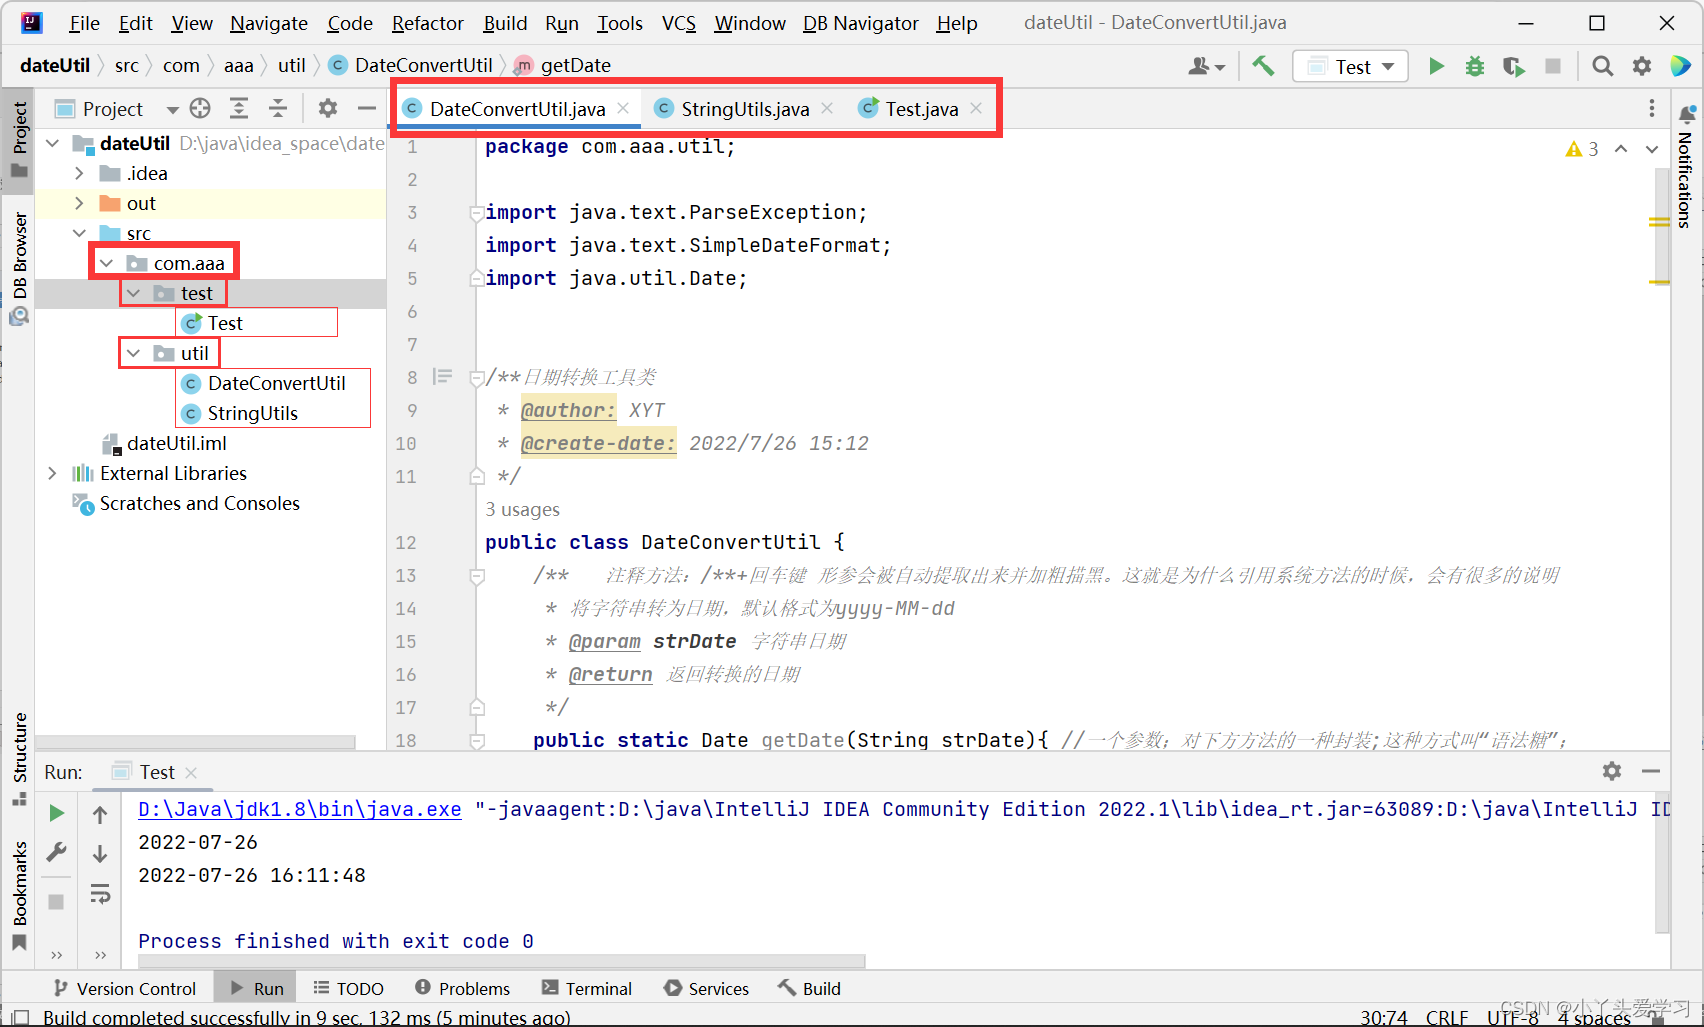 File Edit View Navigate Code Refactor Build Run Tools VCS Window DB Navigator Help dateUtil - DateConvertUtil.java
dateUtil src com aaa util DateConvertUtil getDate Test
Project
DateConvertUtil.java StringUtils.java Test.java
dateUtil D:\java\idea_space\date
.idea
out
src
com.aaa
test
Test
util
DateConvertUtil
StringUtils
dateUtil.iml
External Libraries
Scratches and Consoles
Project
DB Browser
Structure
Bookmarks
Notifications
3
1 package com.aaa.util;
2
3 import java.text.ParseException;
4 import java.text.SimpleDateFormat;
5 import java.util.Date;
6
7
8 /**日期转换工具类
9 * @author: XYT
10 * @create-date: 2022/7/26 15:12
11 */
3 usages
12 public class DateConvertUtil {
13 /** 注释方法：/**+回车键 形参会被自动提取出来并加粗描黑。这就是为什么引用系统方法的时候，会有很多的说明
14 * 将字符串转为日期，默认格式为yyyy-MM-dd
15 * @param strDate 字符串日期
16 * @return 返回转换的日期
17 */
18 public static Date getDate(String strDate){ //一个参数；对下方方法的一种封装;这种方式叫“语法糖”；
Run: Test
D:\Java\jdk1.8\bin\java.exe "-javaagent:D:\java\IntelliJ IDEA Community Edition 2022.1\lib\idea_rt.jar=63089:D:\java\IntelliJ ID
2022-07-26
2022-07-26 16:11:48
Process finished with exit code 0
Version Control Run TODO Problems Terminal Services Build
Build completed successfully in 9 sec, 132 ms (5 minutes ago) 30:74 CRLF UTF-8 4 spaces
CSDN @小丫头爱学习